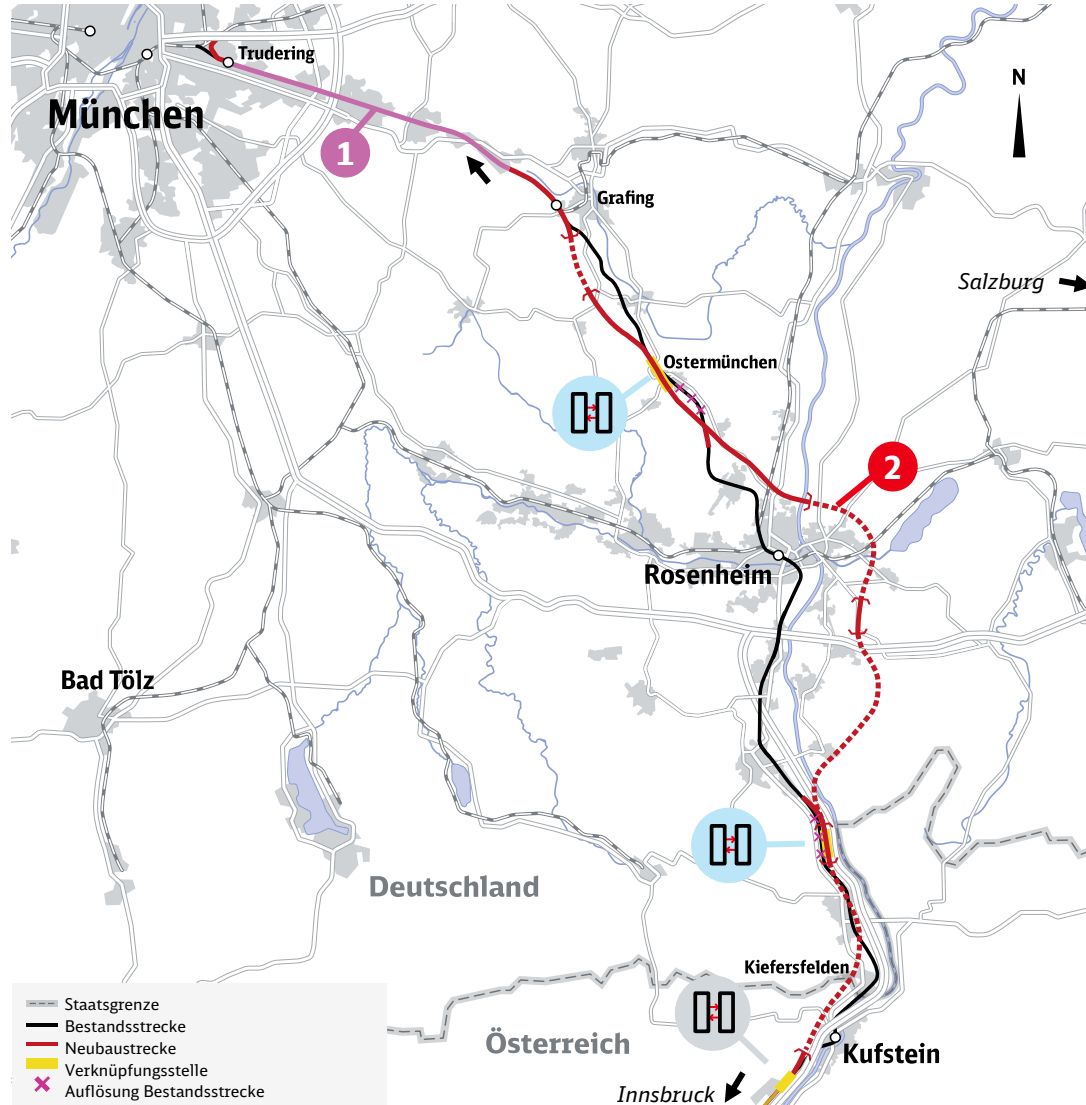 Trudering
München
N
1
Grafing
Salzburg
Ostermünchen
2
Rosenheim
Bad Tölz
Deutschland
Kiefersfelden
Österreich
Kufstein
Innsbruck
Staatsgrenze
Bestandsstrecke
Neubaustrecke
Verknüpfungsstelle
Auflösung Bestandsstrecke